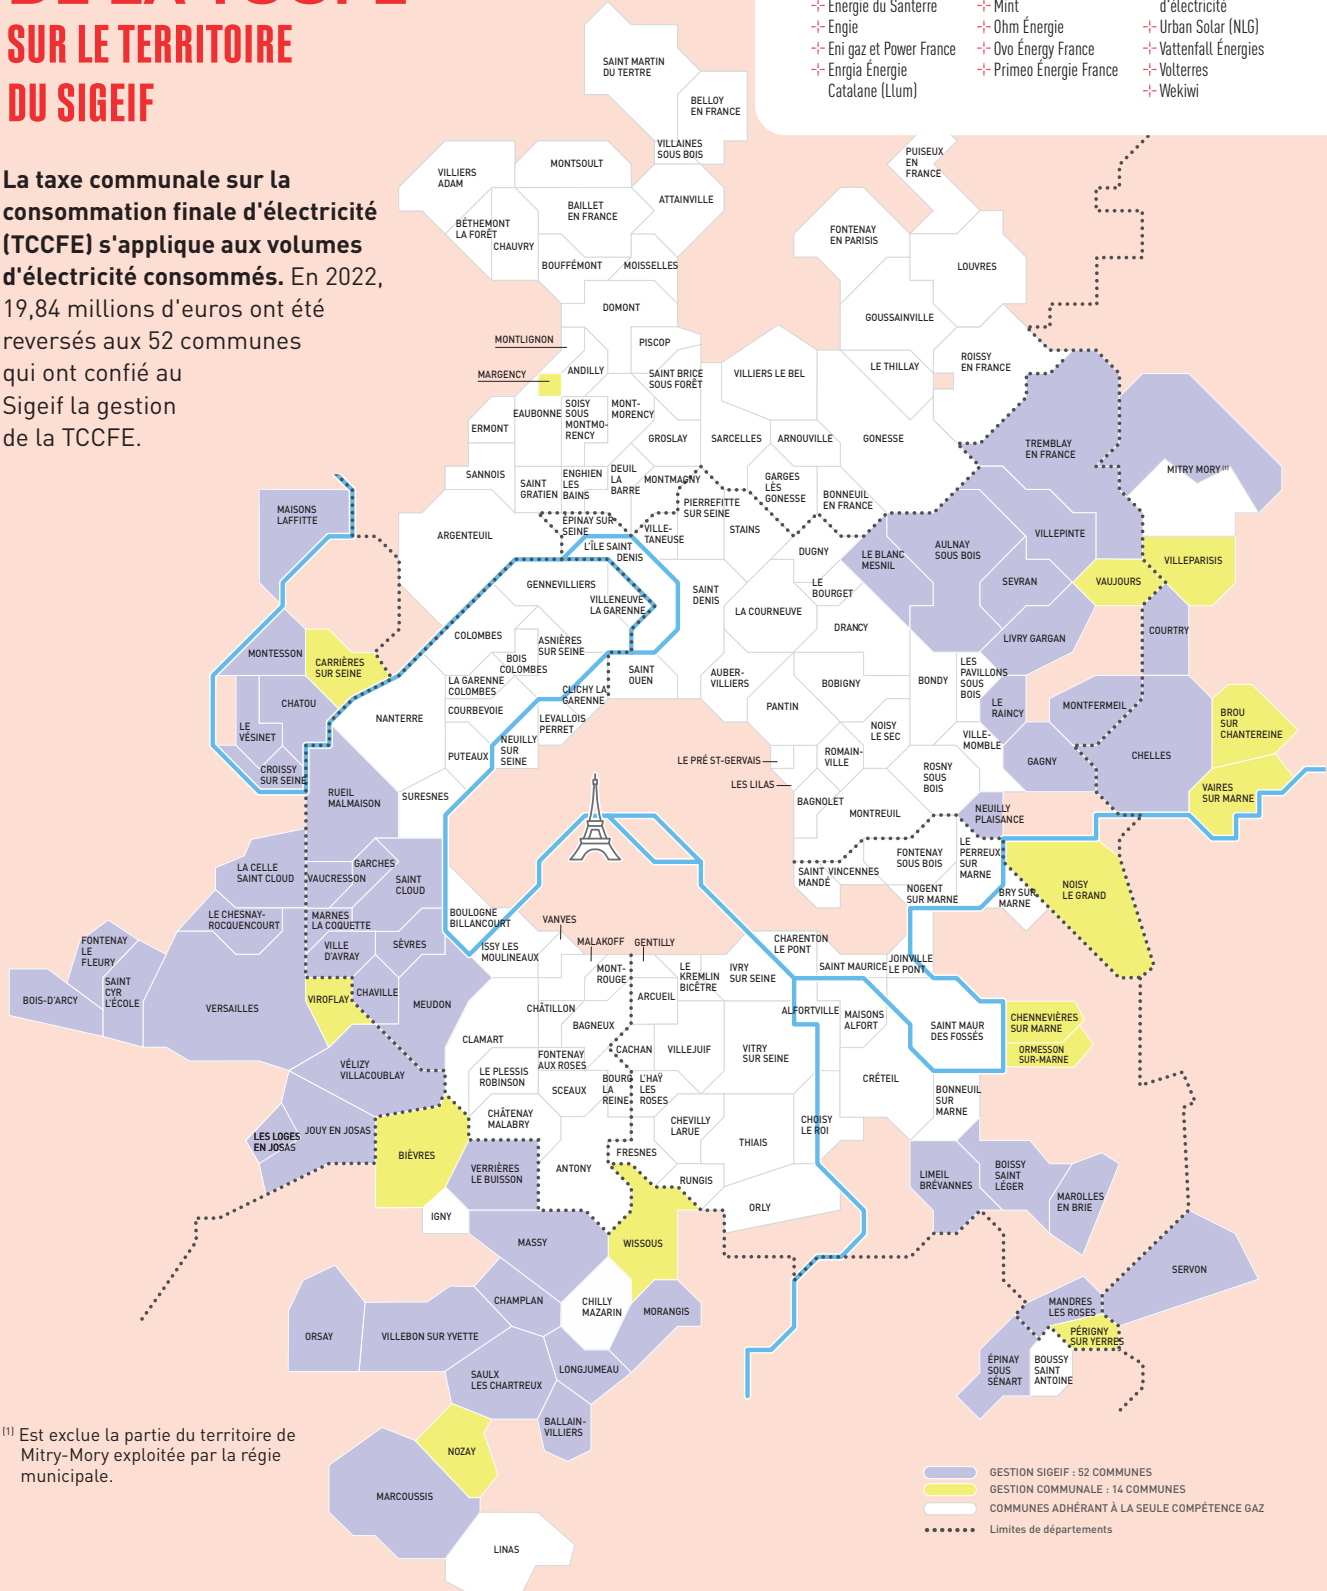 DE LA TCCFE
SUR LE TERRITOIRE
DU SIGEIF
La taxe communale sur la
consommation finale d'électricité
(TCCFE) s'applique aux volumes
d'électricité consommés. En 2022,
19,84 millions d'euros ont été
reversés aux 52 communes
qui ont confié au
Sigeif la gestion
de la TCCFE.
Énergie du Santerre
Engie
Eni gaz et Power France
Enrgia Énergie
Catalane (Llum)
Mint
Ohm Énergie
Ovo Énergy France
Primeo Énergie France
d'électricité
Urban Solar (NLG)
Vattenfall Énergies
Volterres
Wekiwi
SAINT MARTIN
DU TERTRE
BELLOY
EN FRANCE
VILLAINES
SOUS BOIS
VILLIERS
ADAM
MONTSOULT
ATTAINVILLE
BAILLET
EN FRANCE
BÉTHEMONT
LA FORÊT
CHAUVRY
BOUFFÉMONT
MOISSELLES
PUISEUX
EN
FRANCE
FONTENAY
EN PARISIS
LOUVRES
GOUSSAINVILLE
DOMONT
MONTLIGNON
PISCOP
MARGENCY
ANDILLY
SAINT BRICE
SOUS FORÊT
VILLIERS LE BEL
LE THILLAY
ROISSY
EN FRANCE
EAUBONNE
SOISY
SOUS
MONTMO-
RENCY
MONT-
MORENCY
ERMONT
GROSLAY
SARCELLES
ARNOUVILLE
GONESSE
TREMBLAY
EN FRANCE
MITRY MORY (1)
SANNOIS
SAINT
GRATIEN
ENGHIEN
LES
BAINS
DEUIL
LA
BARRE
MONTMAGNY
GARGES
LÈS
GONESSE
BONNEUIL
EN FRANCE
PIERREFITTE
SUR SEINE
MAISONS
LAFFITTE
ARGENTEUIL
ÉPINAY SUR
SEINE
VILLE-
TANEUSE
STAINS
L'ÎLE SAINT
DENIS
DUGNY
LE BLANC
MESNIL
AULNAY
SOUS BOIS
VILLEPINTE
VILLEPARISIS
VAUJOURS
SEVRAN
GENNEVILLIERS
VILLENEUVE
LA GARENNE
SAINT
DENIS
LE
BOURGET
LA COURNEUVE
DRANCY
COLOMBES
ASNIÈRES
SUR SEINE
LIVRY GARGAN
COURTRY
MONTESSON
CARRIÈRES
SUR SEINE
BOIS
COLOMBES
LA GARENNE
COLOMBES
CLICHY LA
GARENNE
SAINT
OUEN
AUBER-
VILLIERS
BOBIGNY
BONDY
LES
PAVILLONS
SOUS
BOIS
LE
RAINCY
MONTFERMEIL
BROU
SUR
CHANTEREINE
CHATOU
LE
VÉSINET
NANTERRE
COURBEVOIE
LEVALLOIS
PERRET
PANTIN
NOISY
LE SEC
VILLE-
MOMBLE
GAGNY
CHELLES
CROISSY
SUR SEINE
PUTEAUX
NEUILLY
SUR
SEINE
LE PRÉ ST-GERVAIS
LES LILAS
ROMAIN-
VILLE
ROSNY
SOUS
BOIS
VAIRES
SUR MARNE
RUEIL
MALMAISON
SURESNES
BAGNOLET
MONTREUIL
NEUILLY
PLAISANCE
LA CELLE
SAINT CLOUD
GARCHES
VAUCRESSON
SAINT
CLOUD
FONTENAY
SOUS BOIS
LE
PERREUX
SUR
MARNE
SAINT
MANDÉ
VINCENNES
NOGENT
SUR MARNE
BRY SUR
MARNE
NOISY
LE GRAND
LE CHESNAY-
ROCQUENCOURT
MARNES
LA COQUETTE
BOULOGNE
BILLANCOURT
VANVES
MALAKOFF
GENTILLY
FONTENAY
LE
FLEURY
VILLE
D'AVRAY
SÈVRES
ISSY LES
MOULINEAUX
CHARENTON
LE PONT
SAINT MAURICE
JOINVILLE
LE PONT
BOIS-D'ARCY
SAINT
CYR
L'ÉCOLE
VERSAILLES
VIROFLAY
CHAVILLE
MEUDON
MONT-
ROUGE
LE
KREMLIN
BICÊTRE
IVRY
SUR SEINE
ARCUEIL
CHÂTILLON
BAGNEUX
ALFORTVILLE
MAISONS
ALFORT
SAINT MAUR
DES FOSSÉS
CHENNEVIÈRES
SUR MARNE
ORMESSON
SUR-MARNE
CLAMART
FONTENAY
AUX ROSES
CACHAN
VILLEJUIF
VITRY
SUR SEINE
VÉLIZY
VILLACOUBLAY
LE PLESSIS
ROBINSON
SCEAUX
BOURG
LA
REINE
L'HAŸ
LES
ROSES
CRÉTEIL
BONNEUIL
SUR
MARNE
LES LOGES
EN JOSAS
JOUY EN JOSAS
CHÂTENAY
MALABRY
CHEVILLY
LARUE
CHOISY
LE ROI
THIAIS
BIÈVRES
VERRIÈRES
LE BUISSON
ANTONY
FRESNES
RUNGIS
ORLY
LIMEIL
BRÉVANNES
BOISSY
SAINT
LÉGER
MAROLLES
EN BRIE
IGNY
MASSY
WISSOUS
SERVON
CHAMPLAN
CHILLY
MAZARIN
MORANGIS
MANDRES
LES ROSES
ORSAY
VILLEBON SUR YVETTE
PÉRIGNY
SUR YERRES
SAULX
LES CHARTREUX
LONGJUMEAU
ÉPINAY
SOUS
SÉNART
BOUSSY
SAINT
ANTOINE
BALLAIN-
VILLIERS
NOZAY
MARCOUSSIS
LINAS
(1) Est exclue la partie du territoire de
Mitry-Mory exploitée par la régie
municipale.
GESTION SIGEIF : 52 COMMUNES
GESTION COMMUNALE : 14 COMMUNES
COMMUNES ADHÉRANT À LA SEULE COMPÉTENCE GAZ
Limites de départements